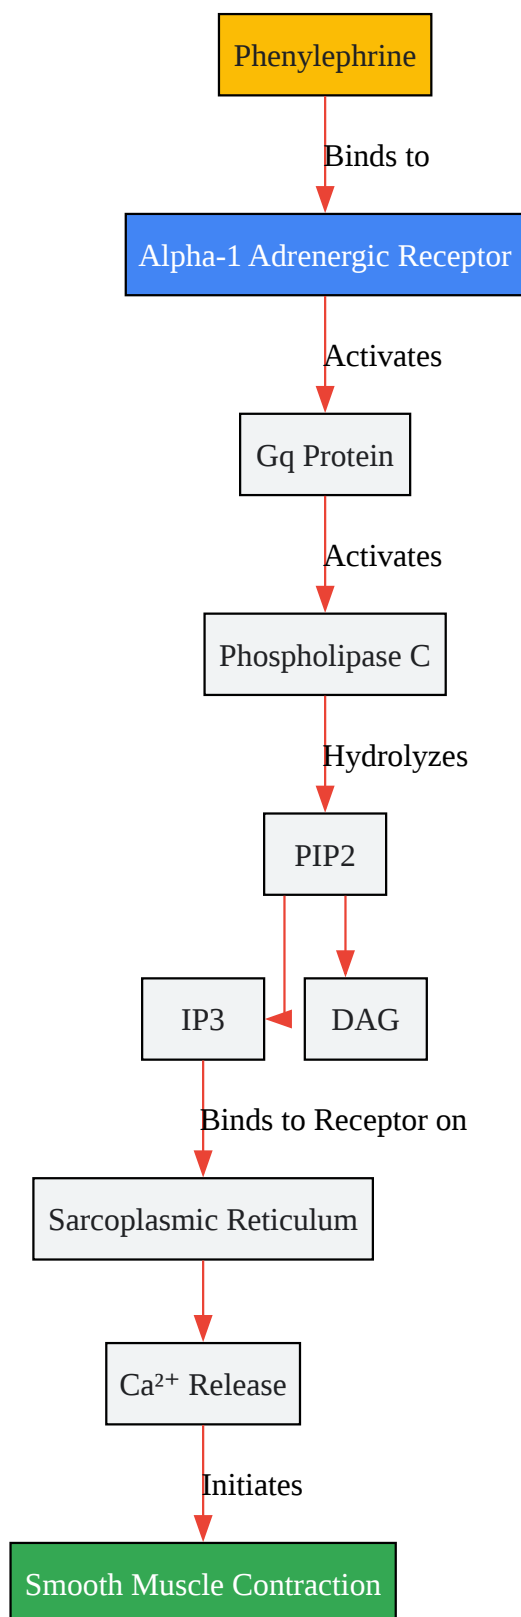 Phenylephrine
Binds to
Alpha-1 Adrenergic Receptor
Activates
Gq Protein
Activates
Phospholipase C
Hydrolyzes
PIP2
IP3
DAG
Binds to Receptor on
Sarcoplasmic Reticulum
Ca²⁺ Release
Initiates
Smooth Muscle Contraction